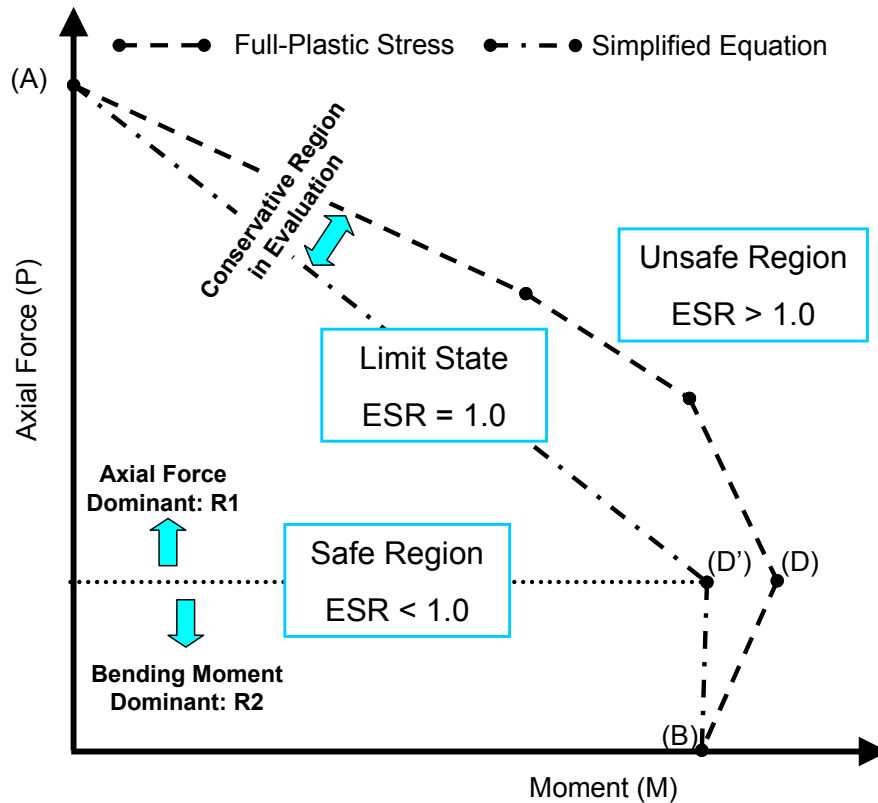 Full-Plastic Stress
Simplified Equation
(A)
Conservative Region
in Evaluation
Unsafe Region
ESR > 1.0
Limit State
ESR = 1.0
Axial Force (P)
Axial Force
Dominant: R1
Safe Region
ESR < 1.0
(D’)
(D)
Bending Moment
Dominant: R2
(B)
Moment (M)